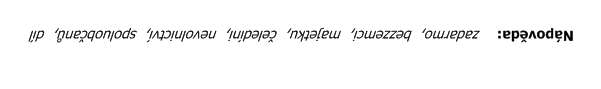 Nápověda: zadarmo, bezzemci, majetku, čeledíni, nevolnictví, spoluobčanů, díl